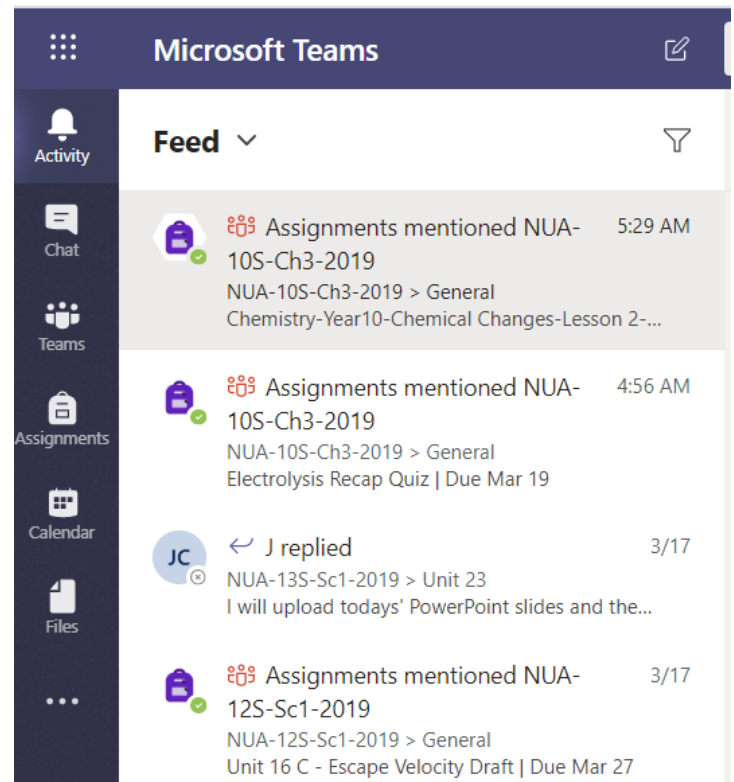 Microsoft Teams
Activity
Chat
Teams
Assignments
Calendar
Files
Feed
Assignments mentioned NUA- 5:29 AM
10S-Ch3-2019
NUA-10S-Ch3-2019 > General
Chemistry-Year10-Chemical Changes-Lesson 2-...
Assignments mentioned NUA- 4:56 AM
10S-Ch3-2019
NUA-10S-Ch3-2019 > General
Electrolysis Recap Quiz | Due Mar 19
JC
J replied 3/17
NUA-13S-Sc1-2019 > Unit 23
I will upload todays' PowerPoint slides and the...
Assignments mentioned NUA- 3/17
12S-Sc1-2019
NUA-12S-Sc1-2019 > General
Unit 16 C - Escape Velocity Draft | Due Mar 27